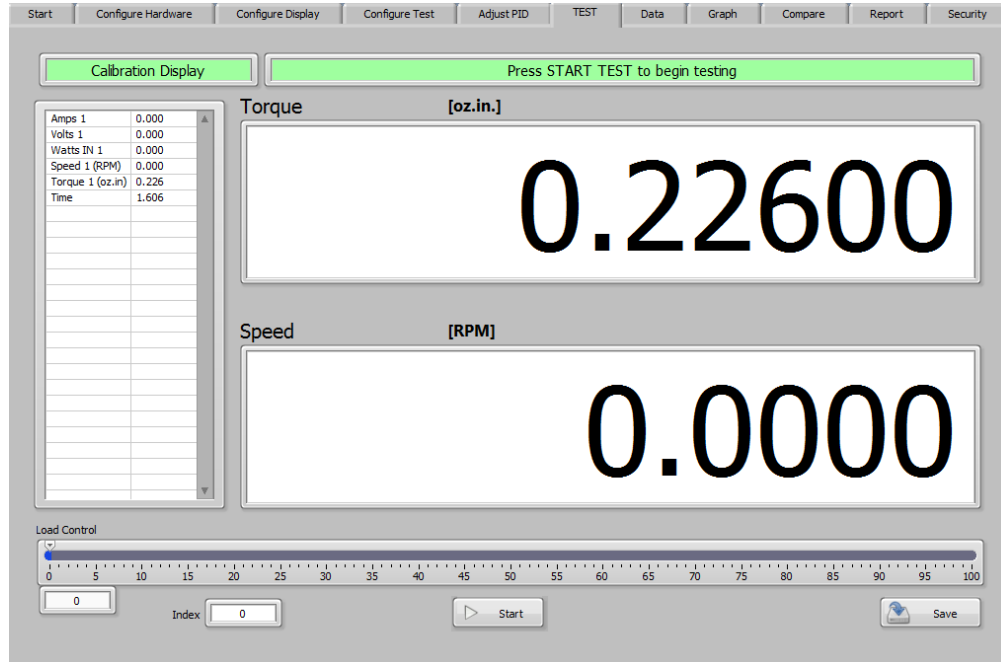 Start Configure Hardware Configure Display Configure Test Adjust PID TEST Data Graph Compare Report Security
Calibration Display Press START TEST to begin testing
Torque [oz.in.]
Amps 1 0.000
Volts 1 0.000
Watts IN 1 0.000
Speed 1 (RPM) 0.000
Torque 1 (oz.in) 0.226
Time 1.606
0.22600
Speed [RPM]
0.0000
Load Control
0 5 10 15 20 25 30 35 40 45 50 55 60 65 70 75 80 85 90 95 100
0
Index 0 Start Save